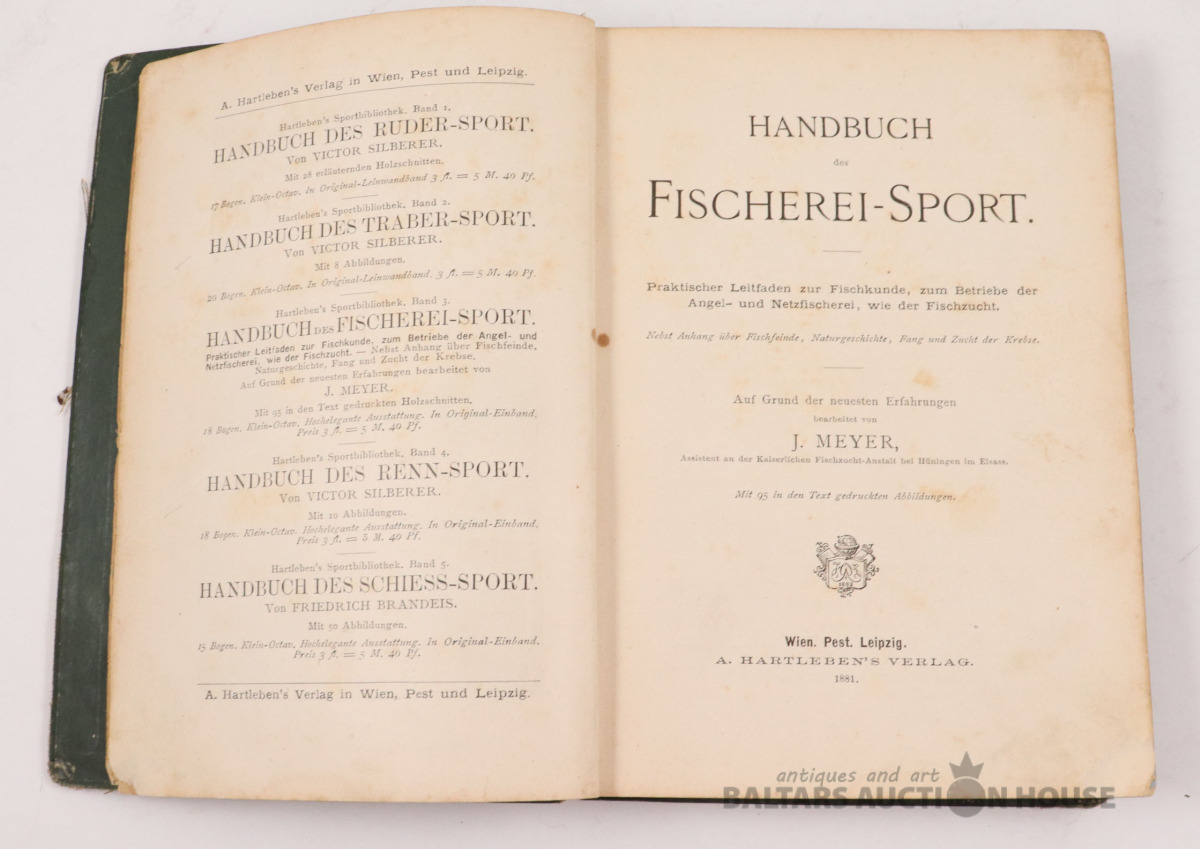 A. Hartleben's Verlag in Wien, Pest und Leipzig.
Hartleben's Sportbibliothek. Band 1.
HANDBUCH DES RUDER-SPORT.
Von VICTOR SILBERER.
Mit 28 erläuternden Holzschnitten.
17 Bogen. Klein-Octav. In Original-Leinwandband 3 fl. = 5 M. 40 Pf.
Hartleben's Sportbibliothek. Band 2.
HANDBUCH DES TRABER-SPORT.
Von VICTOR SILBERER.
Mit 8 Abbildungen.
20 Bogen. Klein-Octav. In Original-Leinwandband. 3 fl. = 5 M. 40 Pf.
Hartleben's Sportbibliothek. Band 3.
HANDBUCH DES FISCHEREI-SPORT.
Praktischer Leitfaden zur Fischkunde, zum Betriebe der Angel- und
Netzfischerei, wie der Fischzucht. — Nebst Anhang über Fischfeinde,
Naturgeschichte, Fang und Zucht der Krebse.
Auf Grund der neuesten Erfahrungen bearbeitet von
J. MEYER.
Mit 95 in den Text gedruckten Holzschnitten.
18 Bogen. Klein-Octav. Hochelegante Ausstattung. In Original-Einband.
Preis 3 fl. = 5 M. 40 Pf.
Hartleben's Sportbibliothek. Band 4.
HANDBUCH DES RENN-SPORT.
Von VICTOR SILBERER.
Mit 10 Abbildungen.
18 Bogen. Klein-Octav. Hochelegante Ausstattung. In Original-Einband.
Preis 3 fl. = 5 M. 40 Pf.
Hartleben's Sportbibliothek. Band 5.
HANDBUCH DES SCHIESS-SPORT.
Von FRIEDRICH BRANDEIS.
Mit 50 Abbildungen.
15 Bogen. Klein-Octav. Hochelegante Ausstattung. In Original-Einband.
Preis 3 fl. = 5 M. 40 Pf.
A. Hartleben's Verlag in Wien, Pest und Leipzig.
HANDBUCH
des
FISCHEREI-SPORT.
Praktischer Leitfaden zur Fischkunde, zum Betriebe der
Angel- und Netzfischerei, wie der Fischzucht.
Nebst Anhang über Fischfeinde, Naturgeschichte, Fang und Zucht der Krebse.
Auf Grund der neuesten Erfahrungen
bearbeitet von
J. MEYER,
Assistent an der Kaiserlichen Fischzucht-Anstalt bei Hüningen im Elsass.
Mit 95 in den Text gedruckten Abbildungen.
Wien. Pest. Leipzig.
A. HARTLEBEN'S VERLAG.
1881.
antiques and art
BALTARS AUCTION HOUSE